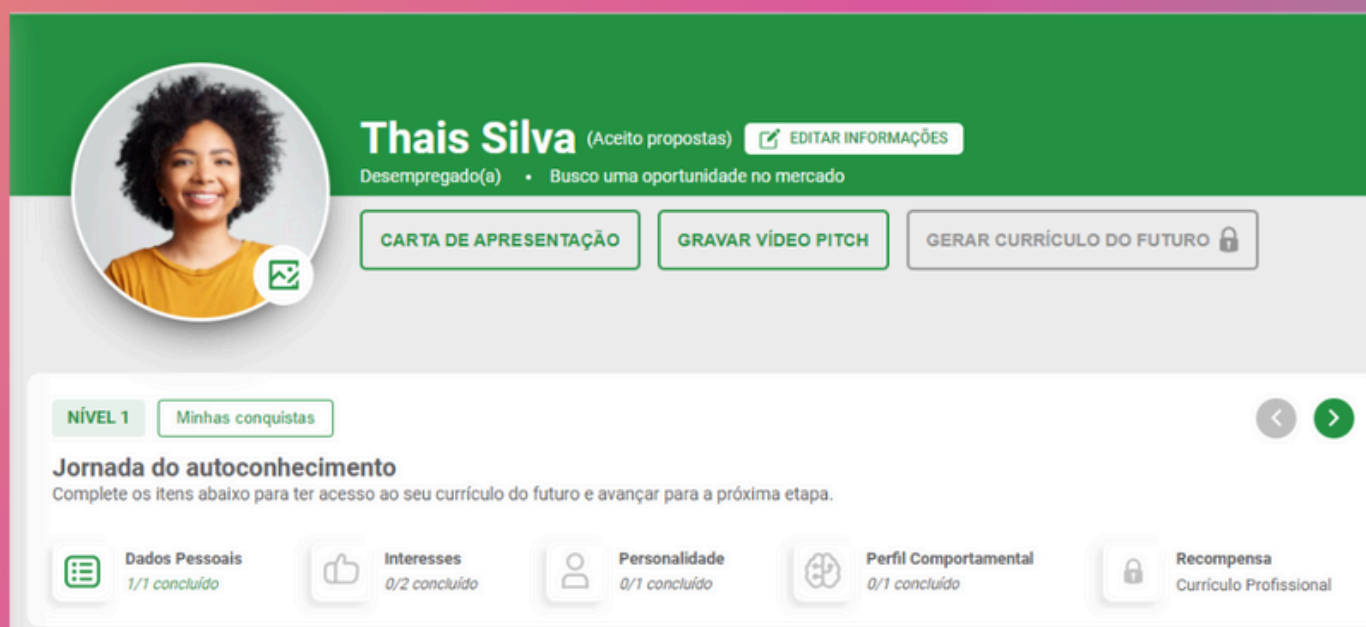 Thais Silva (Aceito propostas) EDITAR INFORMAÇÕES
Desempregado(a) • Busco uma oportunidade no mercado
CARTA DE APRESENTAÇÃO GRAVAR VÍDEO PITCH GERAR CURRÍCULO DO FUTURO
NÍVEL 1 Minhas conquistas
Jornada do autoconhecimento
Complete os itens abaixo para ter acesso ao seu currículo do futuro e avançar para a próxima etapa.
Dados Pessoais Interesses Personalidade Perfil Comportamental Recompensa
1/1 concluído 0/2 concluído 0/1 concluído 0/1 concluído Currículo Profissional